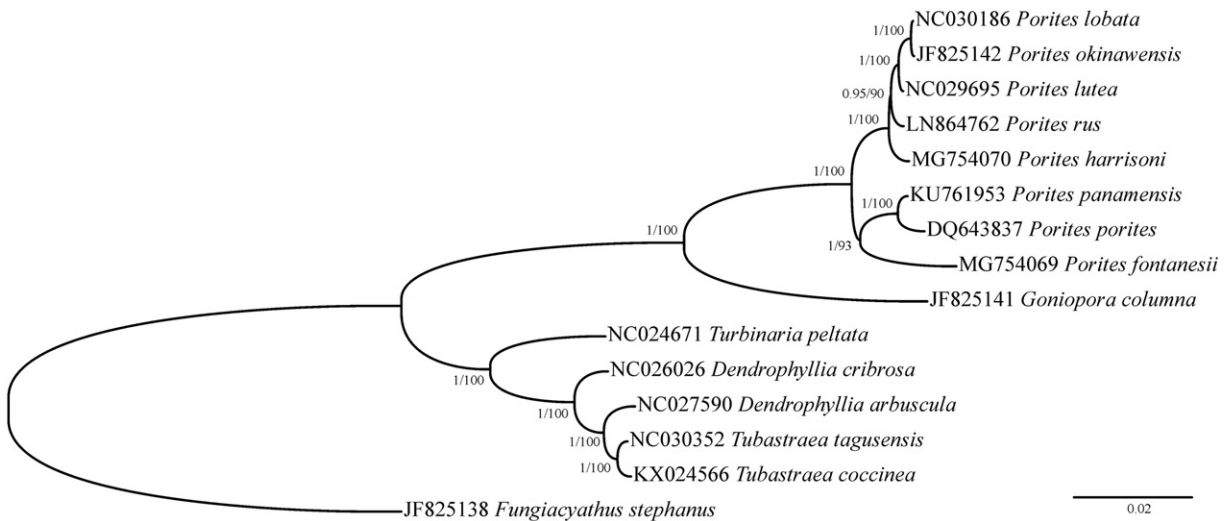 NC030186 Porites lobata
1/100
JF825142 Porites okinawensis
1/100
NC029695 Porites lutea
0.95/90
LN864762 Porites rus
1/100
MG754070 Porites harrisoni
1/100
KU761953 Porites panamensis
1/100
DQ643837 Porites porites
1/100
1/93
MG754069 Porites fontanesii
JF825141 Goniopora columna
NC024671 Turbinaria peltata
NC026026 Dendrophyllia cribrosa
1/100
NC027590 Dendrophyllia arbuscula
1/100
NC030352 Tubastraea tagusensis
1/100
1/100
KX024566 Tubastraea coccinea
JF825138 Fungiacyathus stephanus
0.02